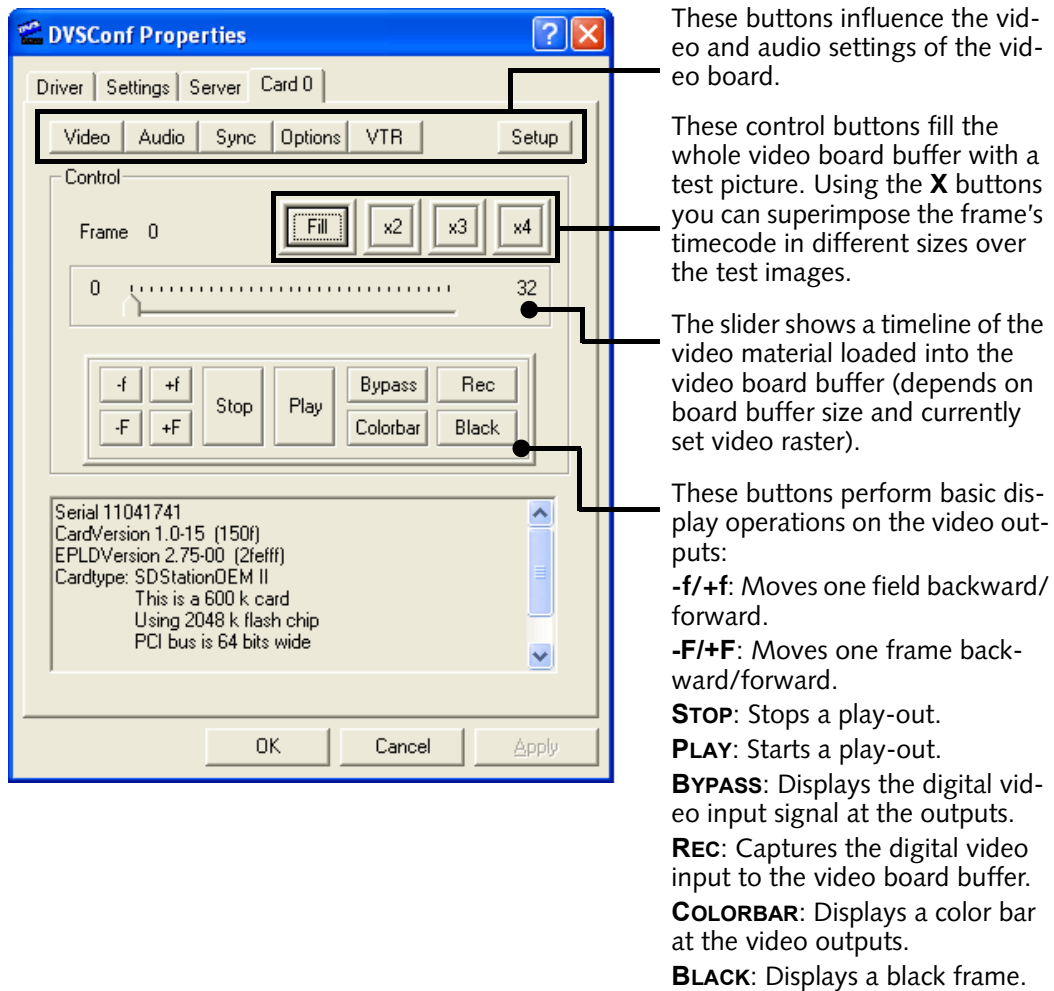 DVSConf Properties
Driver Settings Server Card 0
Video Audio Sync Options VTR Setup
Control
Frame 0 Fill x2 x3 x4
0 32
-f +f Stop Play Bypass Rec
-F +F Colorbar Black
Serial 11041741
CardVersion 1.0-15 (150f)
EPLDVersion 2.75-00 (2fefff)
Cardtype: SDStationOEM II
This is a 600 k card
Using 2048 k flash chip
PCI bus is 64 bits wide
OK Cancel Apply
These buttons influence the vid-
eo and audio settings of the vid-
eo board.
These control buttons fill the
whole video board buffer with a
test picture. Using the X buttons
you can superimpose the frame's
timecode in different sizes over
the test images.
The slider shows a timeline of the
video material loaded into the
video board buffer (depends on
board buffer size and currently
set video raster).
These buttons perform basic dis-
play operations on the video out-
puts:
-f/+f: Moves one field backward/
forward.
-F/+F: Moves one frame back-
ward/forward.
STOP: Stops a play-out.
PLAY: Starts a play-out.
BYPASS: Displays the digital vid-
eo input signal at the outputs.
REC: Captures the digital video
input to the video board buffer.
COLORBAR: Displays a color bar
at the video outputs.
BLACK: Displays a black frame.